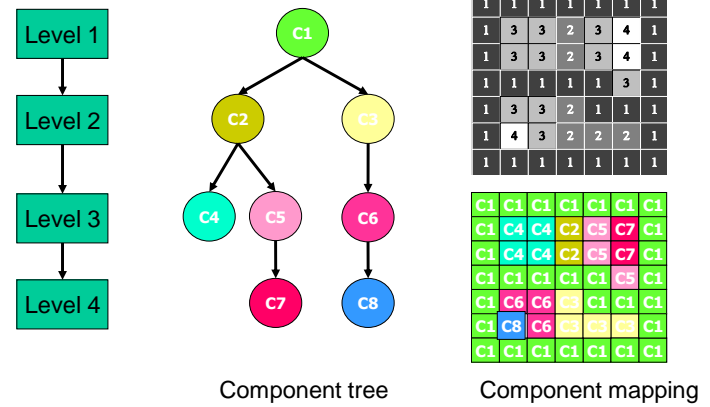 Level 1
Level 2
Level 3
Level 4
C1
C2 C3
C4 C5 C6
C7 C8
Component tree
1 1 1 1 1 1 1
1 3 3 2 3 4 1
1 3 3 2 3 4 1
1 1 1 1 1 3 1
1 3 3 2 1 1 1
1 4 3 2 2 2 1
1 1 1 1 1 1 1
C1 C1 C1 C1 C1 C1 C1
C1 C4 C4 C2 C5 C7 C1
C1 C4 C4 C2 C5 C7 C1
C1 C1 C1 C1 C1 C5 C1
C1 C6 C6 C3 C1 C1 C1
C1 C8 C6 C3 C3 C3 C1
C1 C1 C1 C1 C1 C1 C1
Component mapping